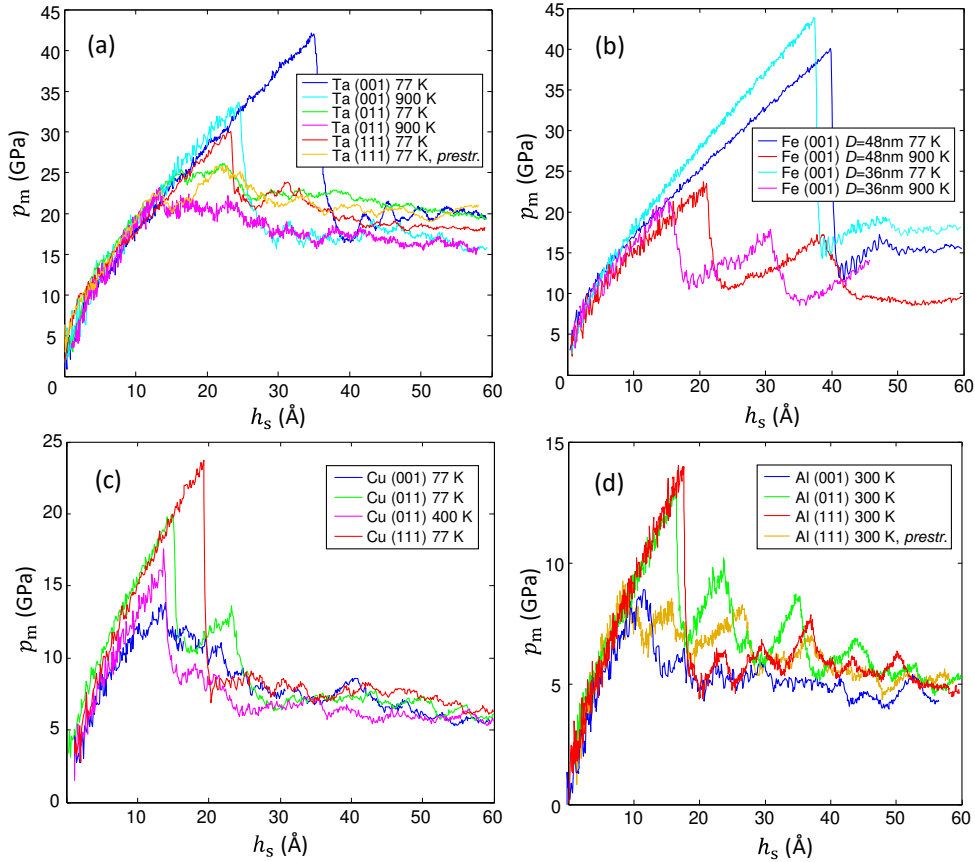 (a)
45
40
35
30
25
20
15
10
5
0
p_m (GPa)
Ta (001) 77 K
Ta (001) 900 K
Ta (011) 77 K
Ta (011) 900 K
Ta (111) 77 K
Ta (111) 77 K, prestr.
10 20 30 40 50 60
h_s (Å)
(b)
45
40
35
30
25
20
15
10
5
0
p_m (GPa)
Fe (001) D=48nm 77 K
Fe (001) D=48nm 900 K
Fe (001) D=36nm 77 K
Fe (001) D=36nm 900 K
10 20 30 40 50 60
h_s (Å)
(c)
25
20
15
10
5
0
p_m (GPa)
Cu (001) 77 K
Cu (011) 77 K
Cu (011) 400 K
Cu (111) 77 K
10 20 30 40 50 60
h_s (Å)
(d)
15
10
5
0
p_m (GPa)
Al (001) 300 K
Al (011) 300 K
Al (111) 300 K
Al (111) 300 K, prestr.
10 20 30 40 50 60
h_s (Å)